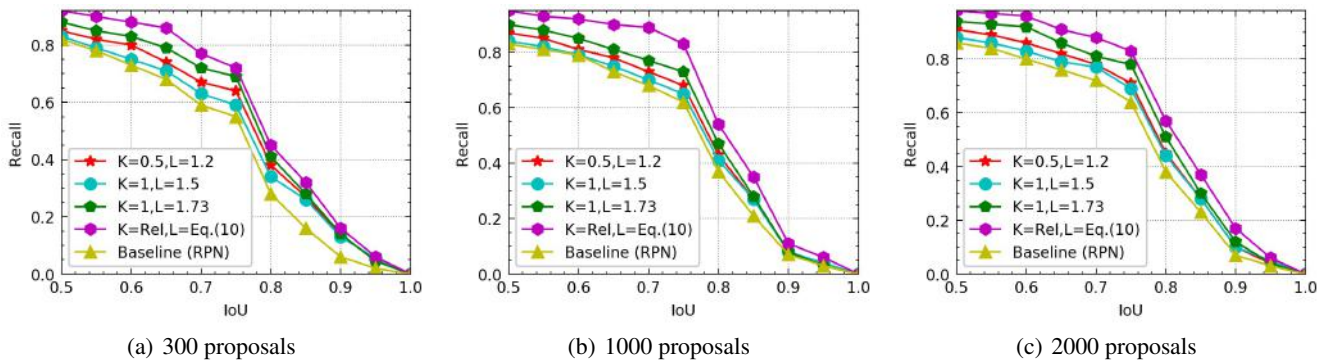 Recall
0.8
0.6
0.4
0.2
0.0
K=0.5,L=1.2
K=1,L=1.5
K=1,L=1.73
K=Rel,L=Eq.(10)
Baseline (RPN)
0.5 0.6 0.7 0.8 0.9 1.0
IoU
(a) 300 proposals
Recall
0.8
0.6
0.4
0.2
0.0
K=0.5,L=1.2
K=1,L=1.5
K=1,L=1.73
K=Rel,L=Eq.(10)
Baseline (RPN)
0.5 0.6 0.7 0.8 0.9 1.0
IoU
(b) 1000 proposals
Recall
0.8
0.6
0.4
0.2
0.0
K=0.5,L=1.2
K=1,L=1.5
K=1,L=1.73
K=Rel,L=Eq.(10)
Baseline (RPN)
0.5 0.6 0.7 0.8 0.9 1.0
IoU
(c) 2000 proposals